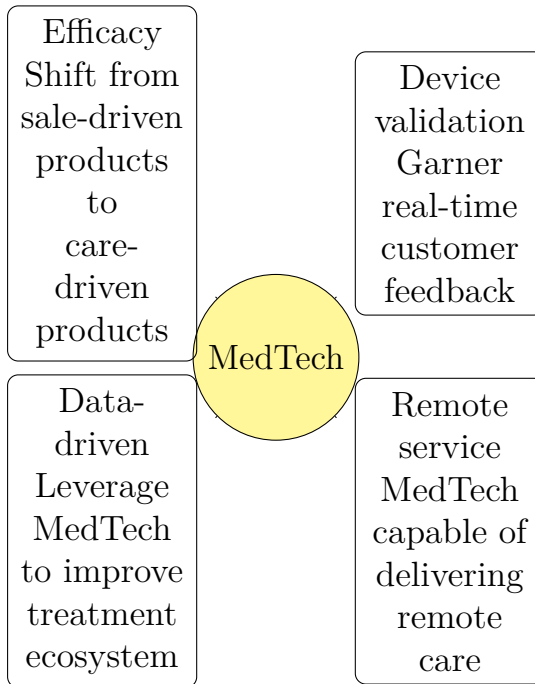 Efficacy
Shift from
sale-driven
products
to
care-
driven
products
Device
validation
Garner
real-time
customer
feedback
MedTech
Data-
driven
Leverage
MedTech
to improve
treatment
ecosystem
Remote
service
MedTech
capable of
delivering
remote
care